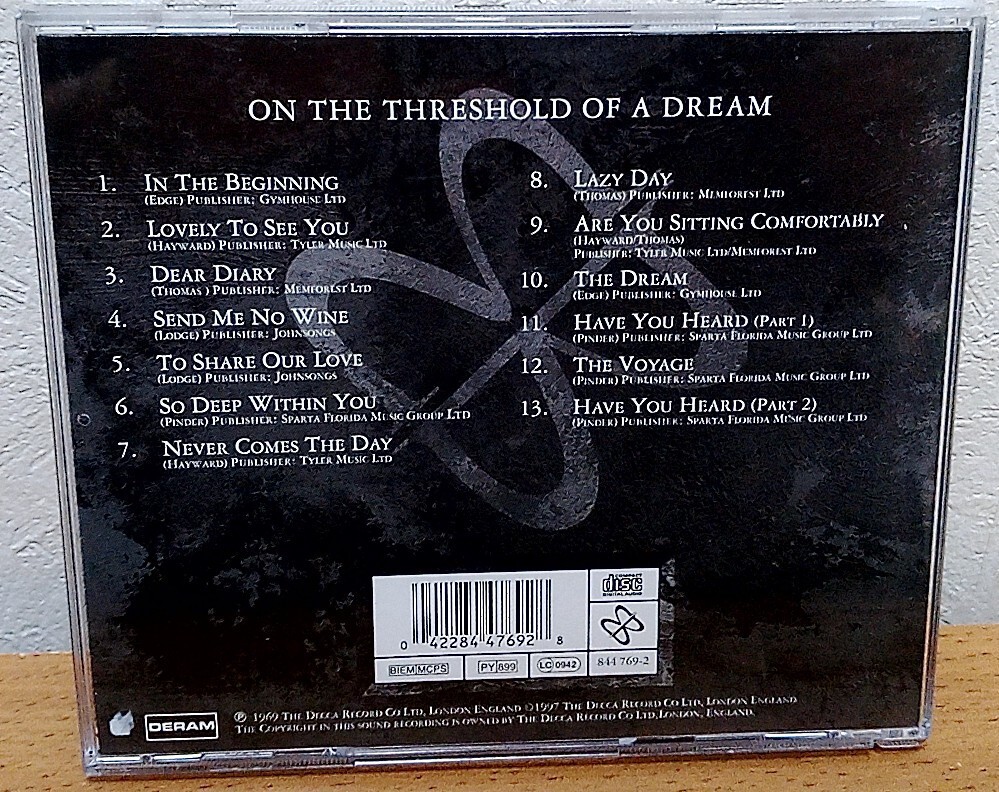 ON THE THRESHOLD OF A DREAM
1. IN THE BEGINNING
(EDGE) PUBLISHER: GYMHOUSE LTD
2. LOVELY TO SEE YOU
(HAYWARD) PUBLISHER: TYLER MUSIC LTD
3. DEAR DIARY
(THOMAS ) PUBLISHER: MEMFOREST LTD
4. SEND ME NO WINE
(LODGE) PUBLISHER: JOHNSONGS
5. TO SHARE OUR LOVE
(LODGE) PUBLISHER: JOHNSONGS
6. SO DEEP WITHIN YOU
(PINDER) PUBLISHER: SPARTA FLORIDA MUSIC GROUP LTD
7. NEVER COMES THE DAY
(HAYWARD) PUBLISHER: TYLER MUSIC LTD
8. LAZY DAY
(THOMAS) PUBLISHER: MEMFOREST LTD
9. ARE YOU SITTING COMFORTABLY
(HAYWARD/THOMAS)
PUBLISHER: TYLER MUSIC LTD/MEMFOREST LTD
10. THE DREAM
(EDGE) PUBLISHER: GYMHOUSE LTD
11. HAVE YOU HEARD (PART 1)
(PINDER) PUBLISHER: SPARTA FLORIDA MUSIC GROUP LTD
12. THE VOYAGE
(PINDER) PUBLISHER: SPARTA FLORIDA MUSIC GROUP LTD
13. HAVE YOU HEARD (PART 2)
(PINDER) PUBLISHER: SPARTA FLORIDA MUSIC GROUP LTD
COMPACT
disc
DIGITAL AUDIO
0 42284 47692 8
BIEM MCPS PY 899 LC 0942 844 769-2
DERAM
℗ 1969 THE DECCA RECORD CO LTD, LONDON ENGLAND ©1997 THE DECCA RECORD CO LTD, LONDON ENGLAND
THE COPYRIGHT IN THIS SOUND RECORDING IS OWNED BY THE DECCA RECORD CO LTD, LONDON, ENGLAND.